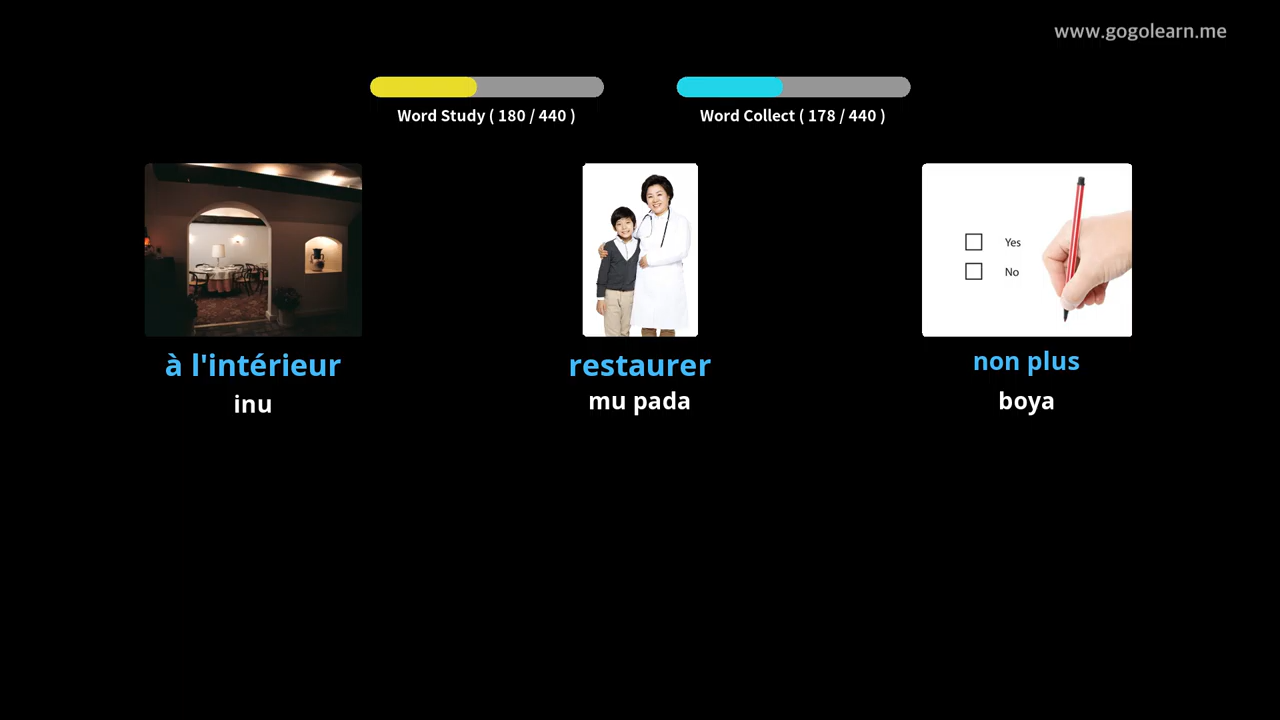 www.gogolearn.me
Word Study ( 180 / 440 )
Word Collect ( 178 / 440 )
Yes
No
à l'intérieur
restaurer
non plus
inu
mu pada
boya